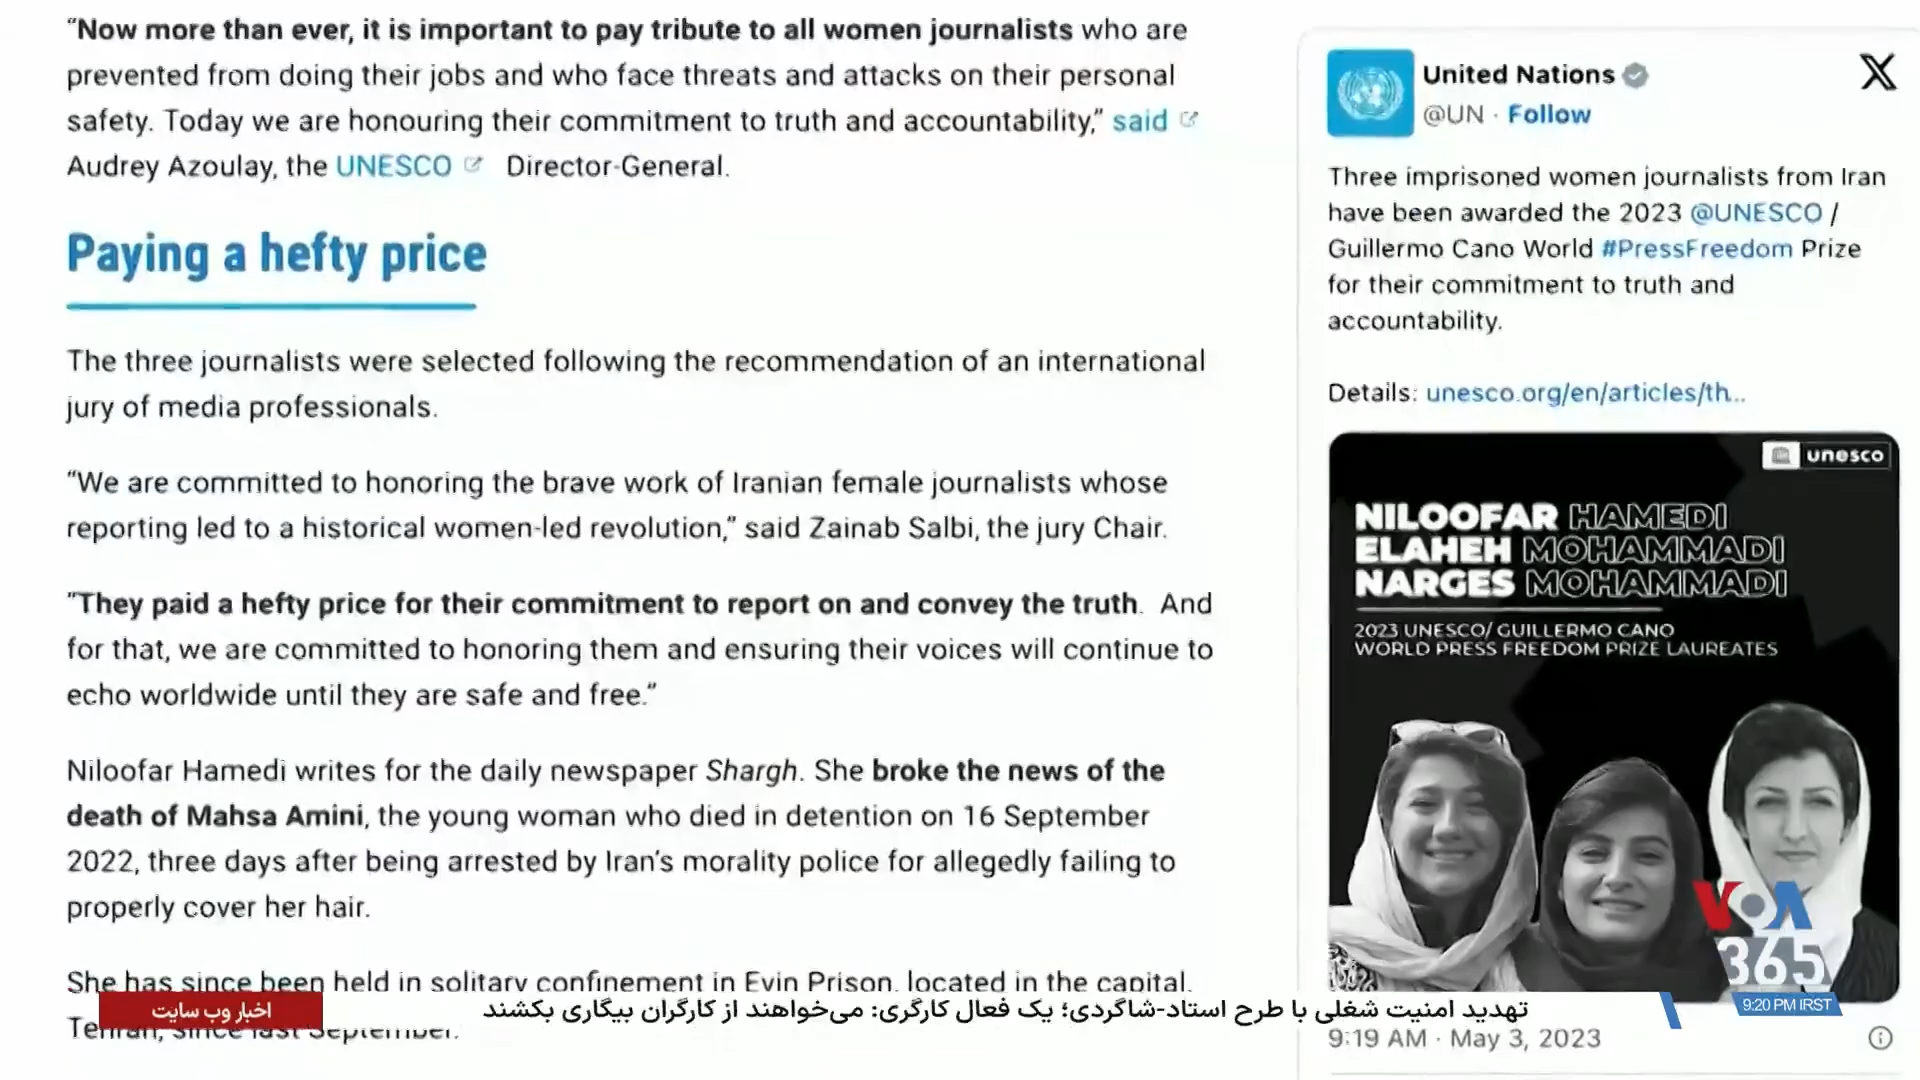 “Now more than ever, it is important to pay tribute to all women journalists who are
prevented from doing their jobs and who face threats and attacks on their personal
safety. Today we are honouring their commitment to truth and accountability,” said
Audrey Azoulay, the UNESCO Director-General.
Paying a hefty price
The three journalists were selected following the recommendation of an international
jury of media professionals.
“We are committed to honoring the brave work of Iranian female journalists whose
reporting led to a historical women-led revolution,” said Zainab Salbi, the jury Chair.
“They paid a hefty price for their commitment to report on and convey the truth. And
for that, we are committed to honoring them and ensuring their voices will continue to
echo worldwide until they are safe and free.”
Niloofar Hamedi writes for the daily newspaper Shargh. She broke the news of the
death of Mahsa Amini, the young woman who died in detention on 16 September
2022, three days after being arrested by Iran’s morality police for allegedly failing to
properly cover her hair.
She has since been held in solitary confinement in Evin Prison, located in the capital,
Tehran, since last September.
United Nations
@UN · Follow
Three imprisoned women journalists from Iran
have been awarded the 2023 @UNESCO /
Guillermo Cano World #PressFreedom Prize
for their commitment to truth and
accountability.
Details: unesco.org/en/articles/th…
unesco
NILOOFAR HAMEDI
ELAHEH MOHAMMADI
NARGES MOHAMMADI
2023 UNESCO/ GUILLERMO CANO
WORLD PRESS FREEDOM PRIZE LAUREATES
VOA
365
9:20 PM IRST
9:19 AM · May 3, 2023
اخبار وب سایت
تهدید امنیت شغلی با طرح استاد-شاگردی؛ یک فعال کارگری: می‌خواهند از کارگران بیگاری بکشند